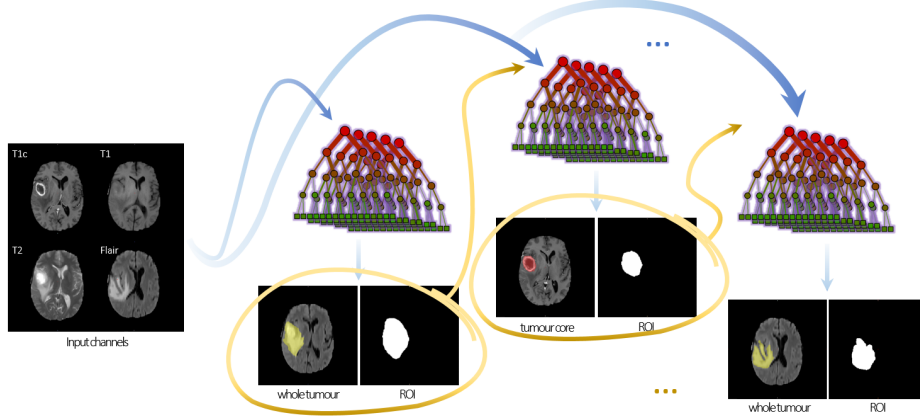 T1c
T1
T2
Flair
Input channels
whole tumour
ROI
tumour core
ROI
whole tumour
ROI